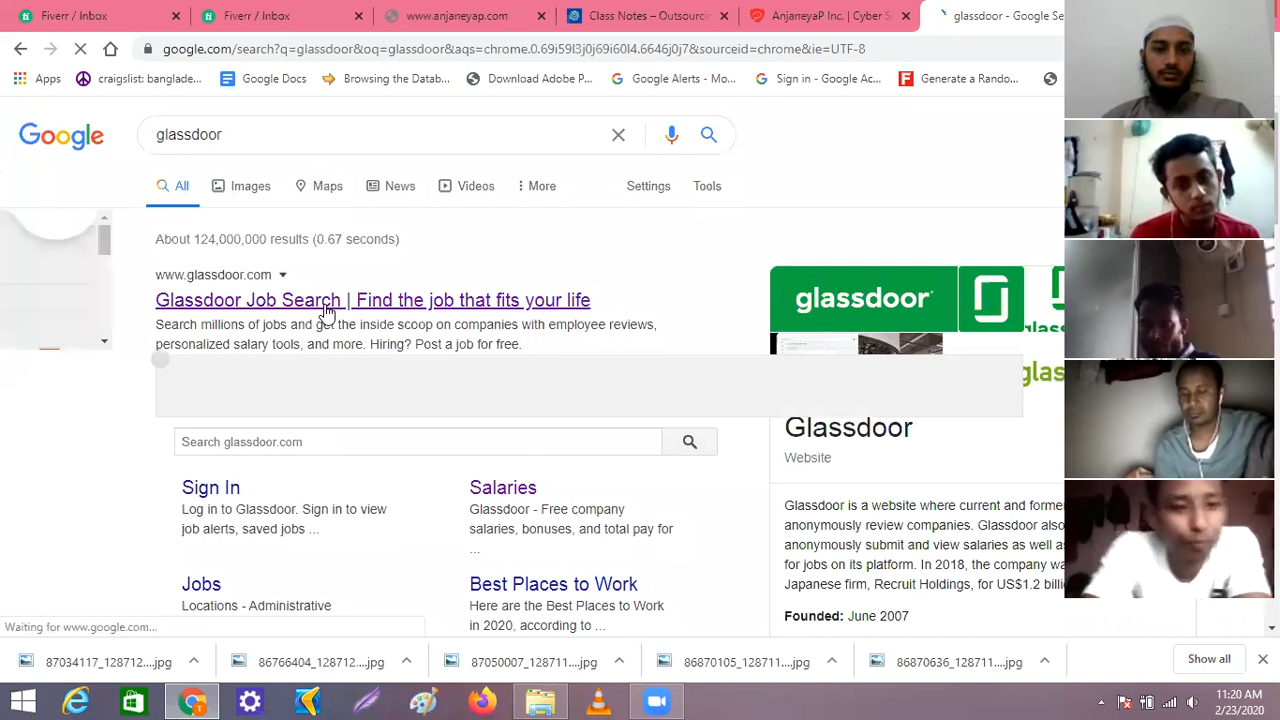 Fiverr / Inbox
Fiverr / Inbox
www.anjaneyap.com
Class Notes – Outsourcin
AnjaneyaP Inc. | Cyber S
glassdoor - Google Se
google.com/search?q=glassdoor&oq=glassdoor&aqs=chrome.0.69i59l3j0j69i60l4.6646j0j7&sourceid=chrome&ie=UTF-8
Apps
craigslist: banglade...
Google Docs
Browsing the Datab...
Download Adobe P...
Google Alerts - Mo...
Sign in - Google Ac...
Generate a Rando...
Google
glassdoor
All
Images
Maps
News
Videos
More
Settings
Tools
About 124,000,000 results (0.67 seconds)
www.glassdoor.com
Glassdoor Job Search | Find the job that fits your life
Search millions of jobs and get the inside scoop on companies with employee reviews,
personalized salary tools, and more. Hiring? Post a job for free.
Search glassdoor.com
Sign In
Log in to Glassdoor. Sign in to view
job alerts, saved jobs ...
Salaries
Glassdoor - Free company
salaries, bonuses, and total pay for
...
Jobs
Locations - Administrative
Best Places to Work
Here are the Best Places to Work
in 2020, according to ...
glassdoor
glas
Glassdoor
Website
Glassdoor is a website where current and forme
anonymously review companies. Glassdoor also
anonymously submit and view salaries as well as
for jobs on its platform. In 2018, the company wa
Japanese firm, Recruit Holdings, for US$1.2 billi
Founded: June 2007
Waiting for www.google.com...
87034117_128712....jpg
86766404_128712....jpg
87050007_128711....jpg
86870105_128711....jpg
86870636_128711....jpg
Show all
11:20 AM
2/23/2020